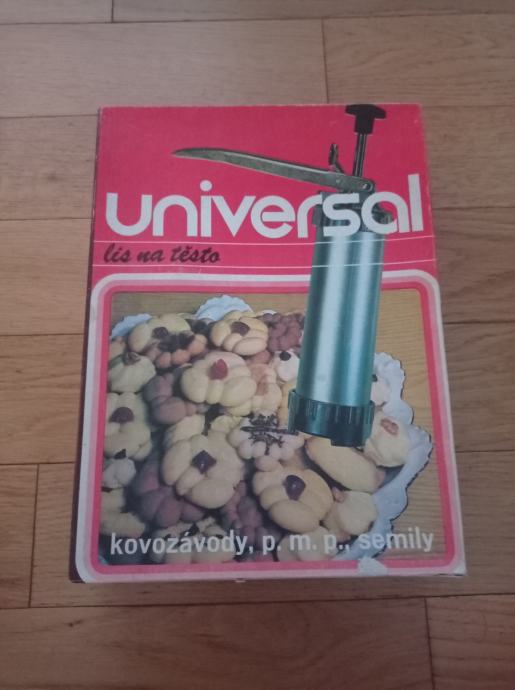 universal
lis na těsto
kovozávody, p. m. p., semily